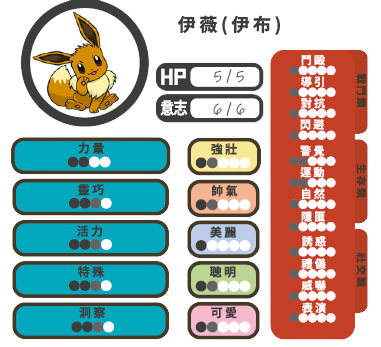 伊薇(伊布)
HP 5/5
意志 6/6
力量
靈巧
活力
特殊
洞察
強壯
帥氣
美麗
聰明
可愛
鬥毆
導引
對抗
閃避
警覺
運動
自然
隱匿
誘惑
禮儀
威嚇
表演
戰鬥類
生存類
社交類